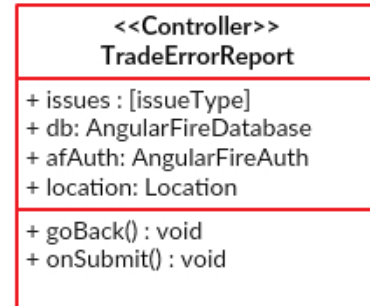 <<Controller>>
TradeErrorReport
+ issues : [issueType]
+ db: AngularFireDatabase
+ afAuth: AngularFireAuth
+ location: Location
+ goBack() : void
+ onSubmit() : void